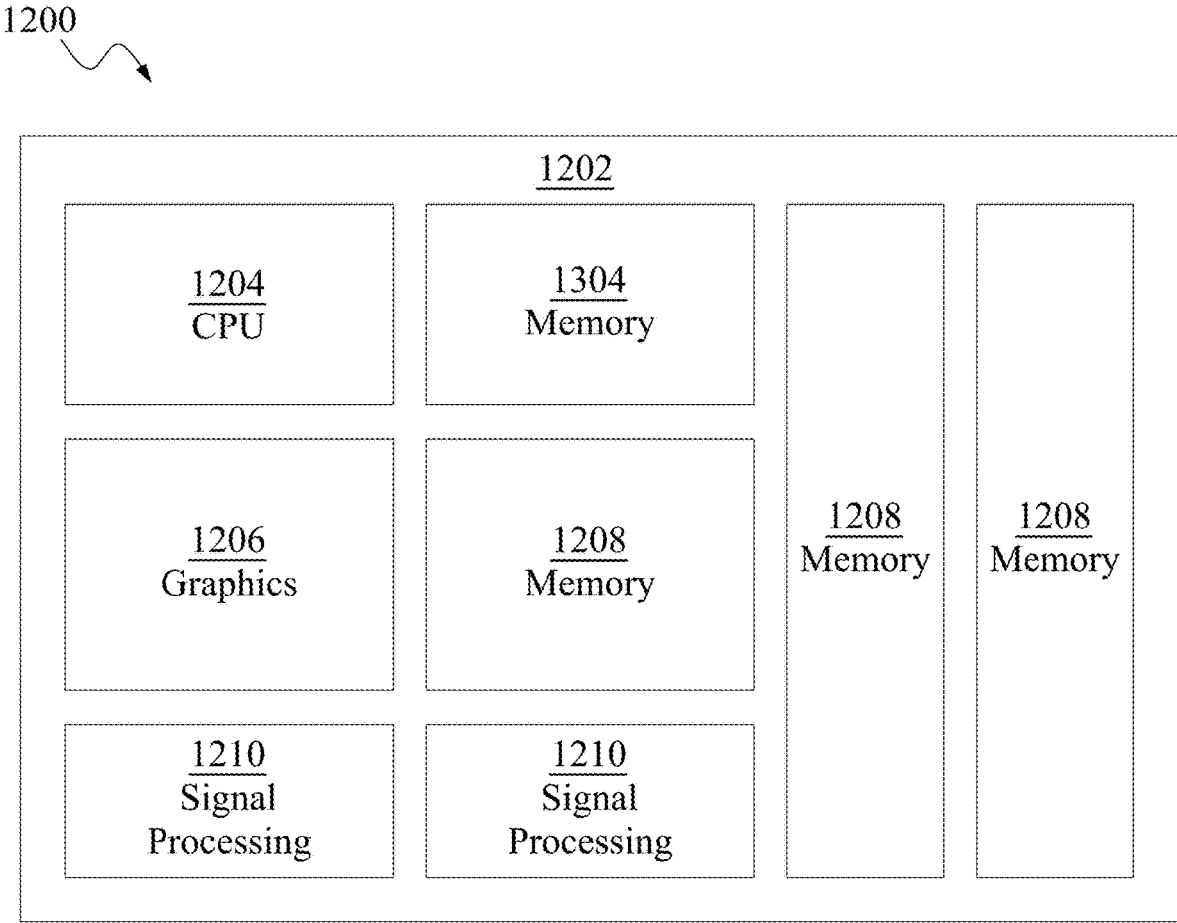 1200
1202
1204
CPU
1304
Memory
1206
Graphics
1208
Memory
1208
Memory
1208
Memory
1210
Signal
Processing
1210
Signal
Processing